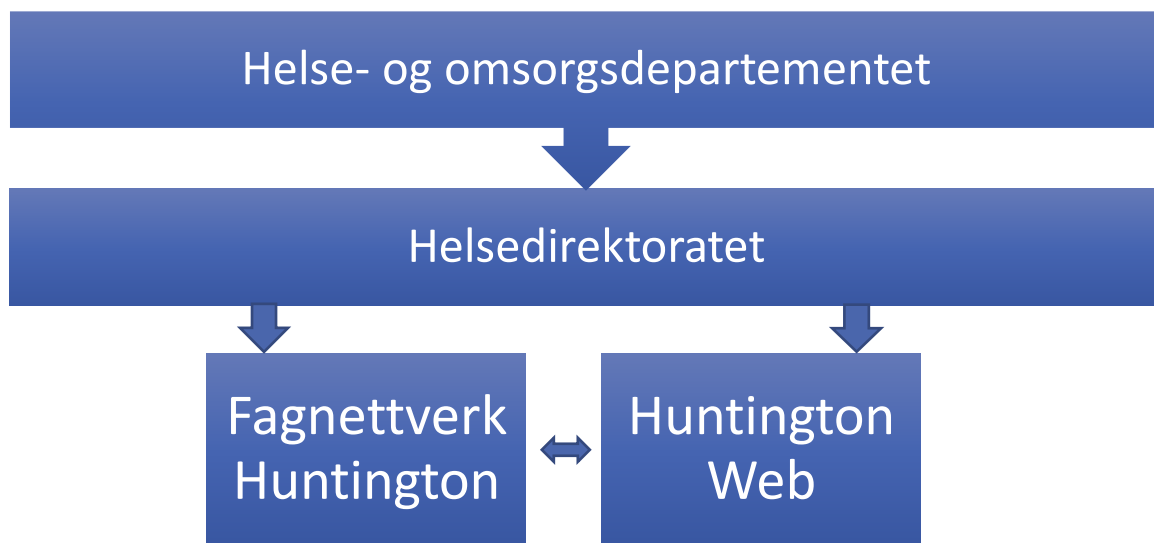 Helse- og omsorgsdepartementet
Helsedirektoratet
Fagnettverk
Huntington
Huntington
Web